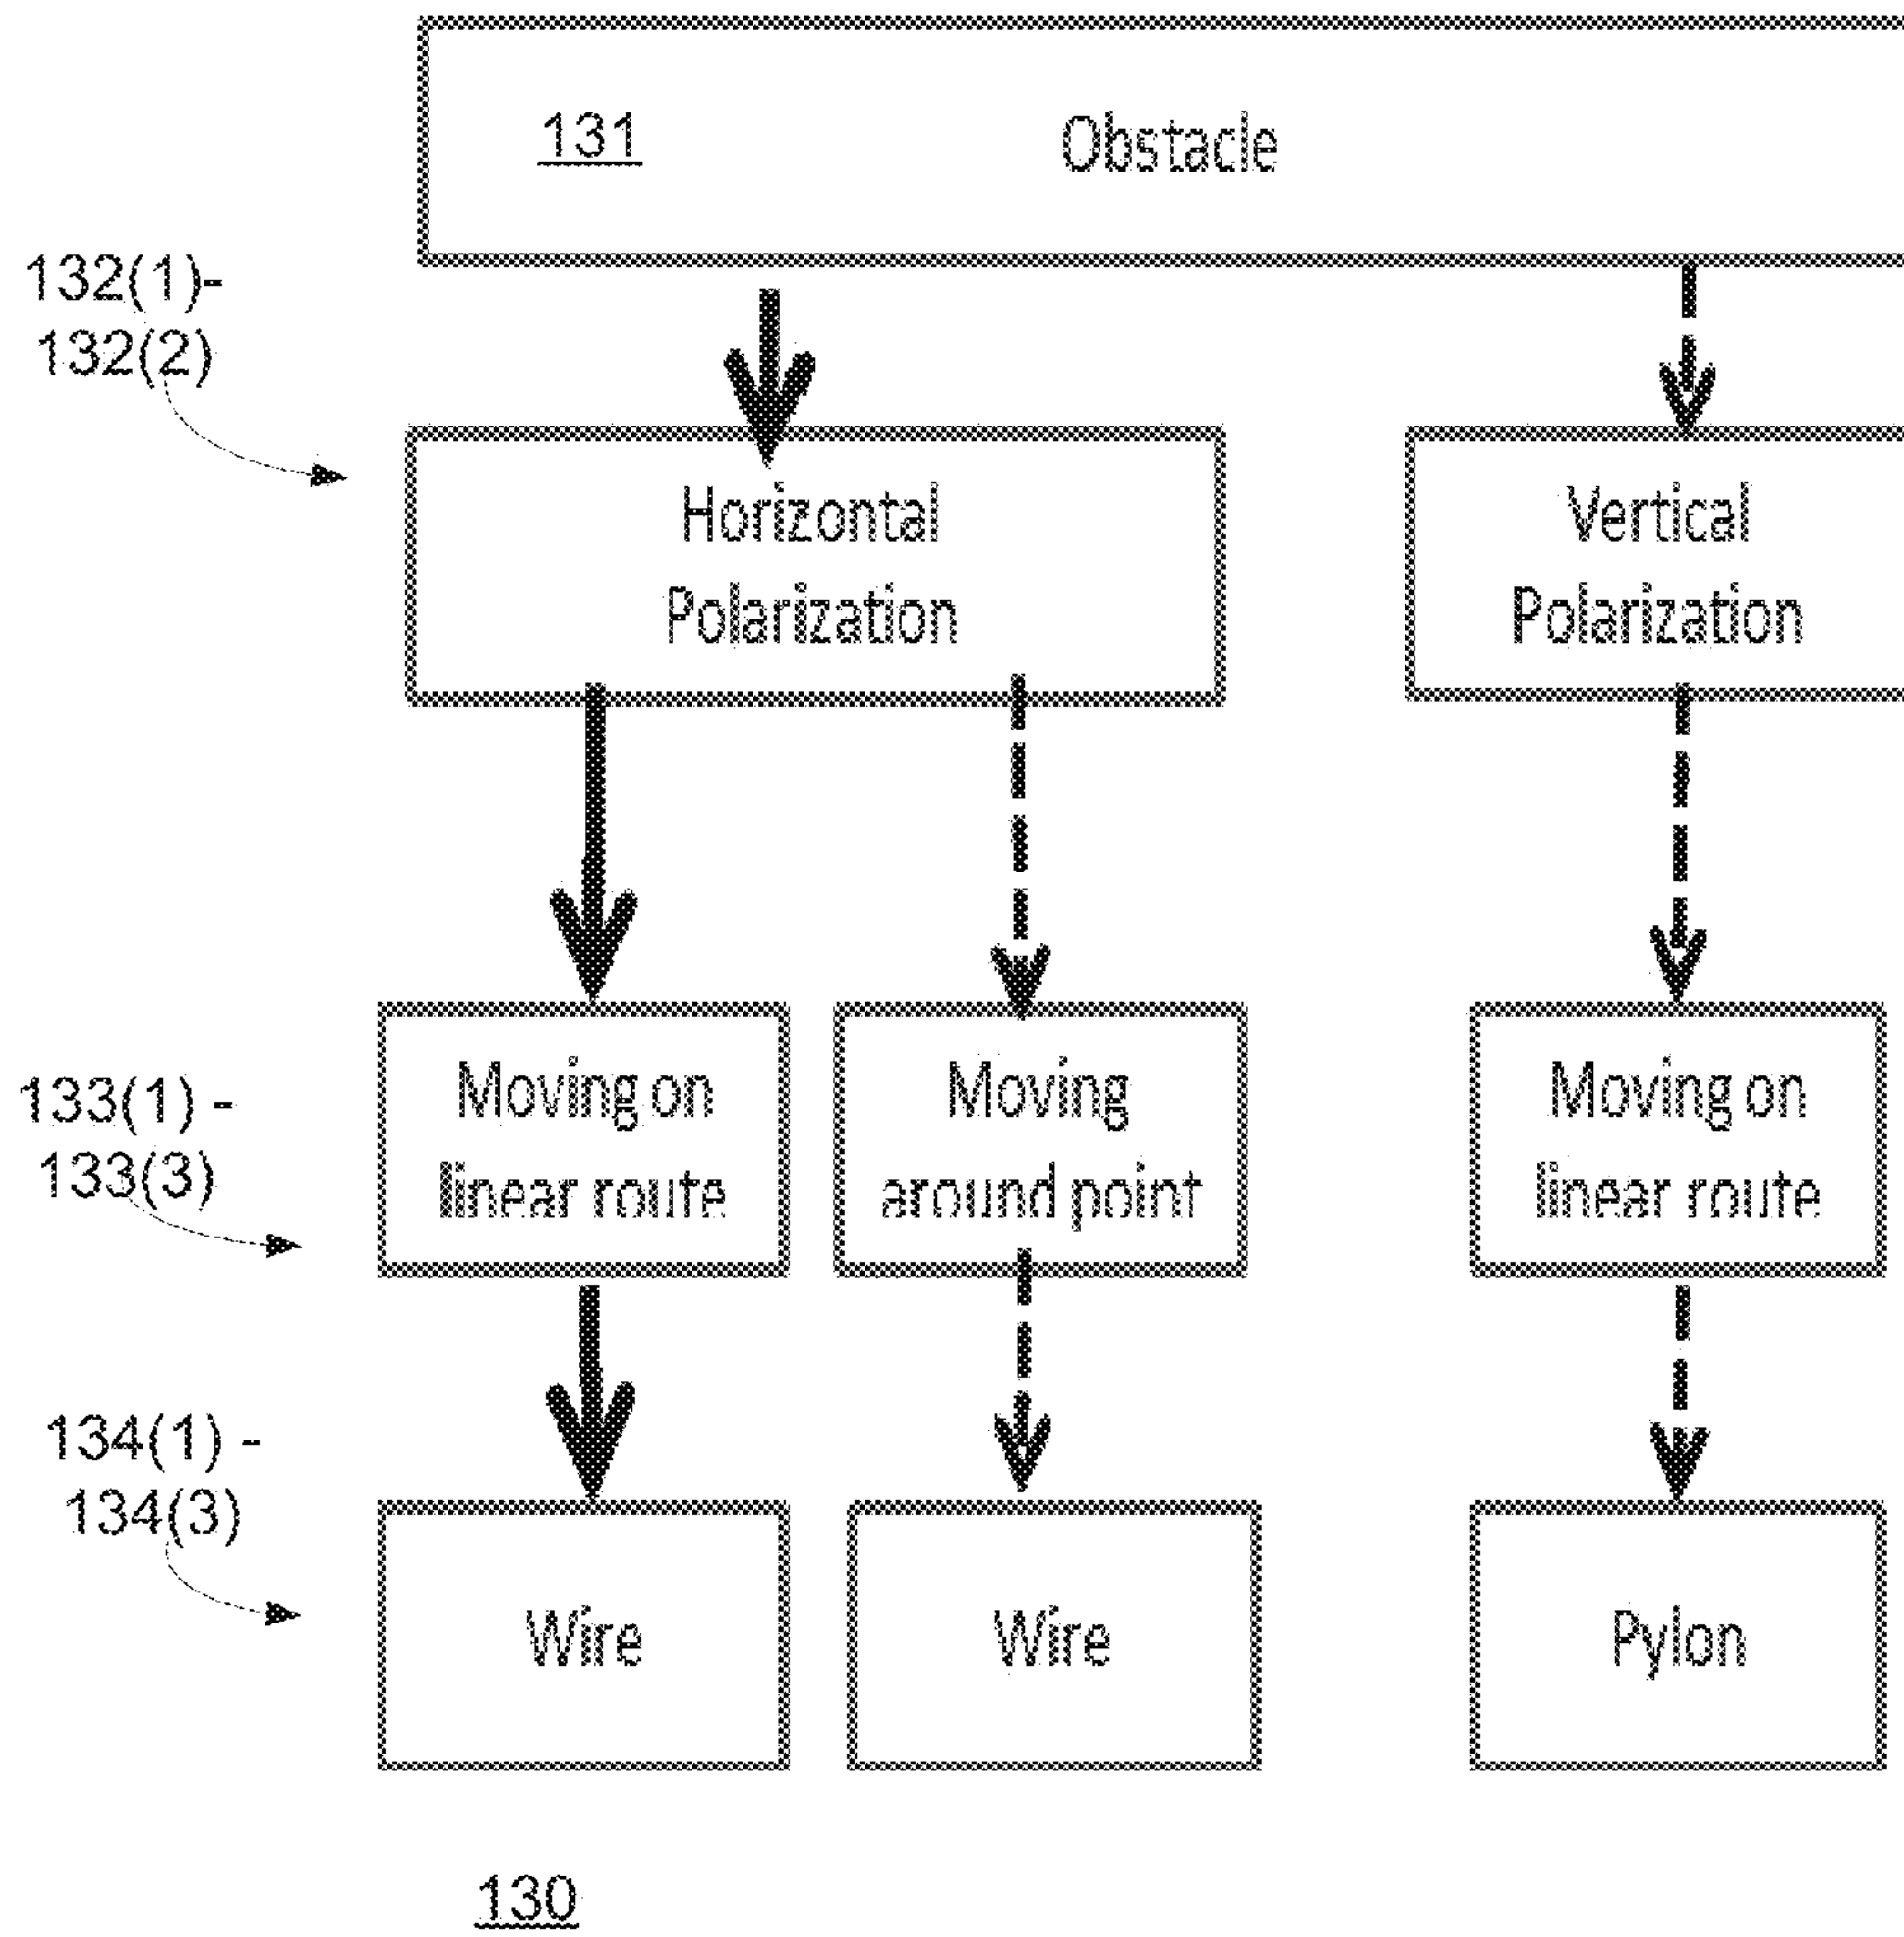 131
Obstacle
132(1)-
132(2)
Horizontal
Polarization
Vertical
Polarization
133(1) -
133(3)
Moving on
linear route
Moving
around point
Moving on
linear route
134(1) -
134(3)
Wire
Wire
Pylon
130